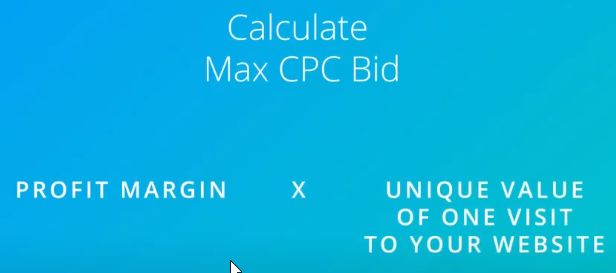 Calculate
Max CPC Bid
PROFIT MARGIN X UNIQUE VALUE
OF ONE VISIT
TO YOUR WEBSITE